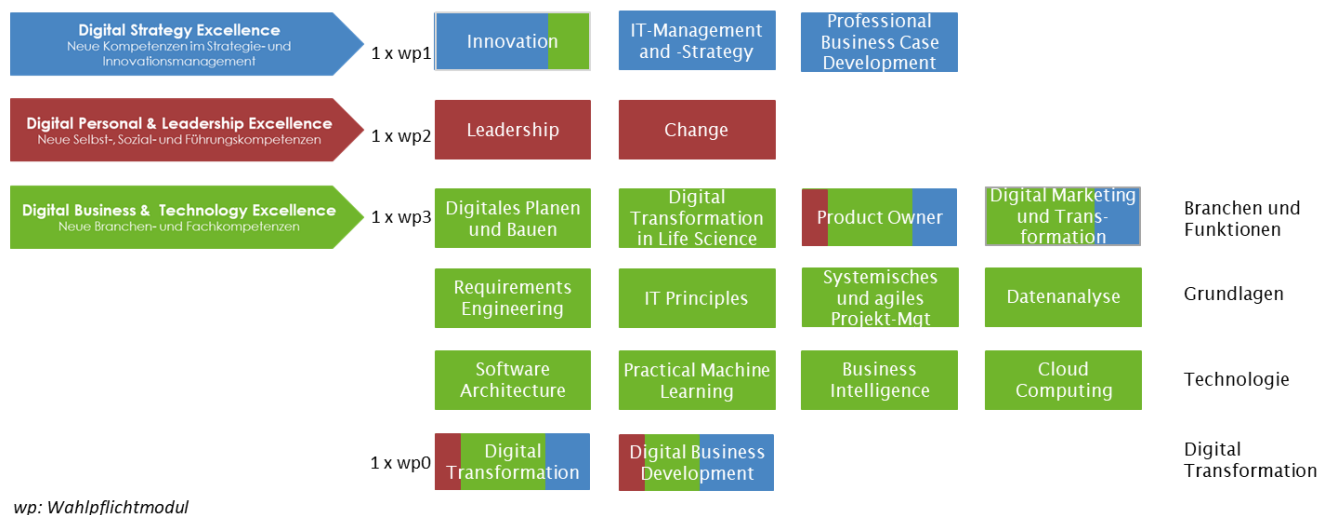 Digital Strategy Excellence
Neue Kompetenzen im Strategie- und
Innovationsmanagement
1 x wp1
Innovation
IT-Management
and -Strategy
Professional
Business Case
Development
Digital Personal & Leadership Excellence
Neue Selbst-, Sozial- und Führungskompetenzen
1 x wp2
Leadership
Change
Digital Business & Technology Excellence
Neue Branchen- und Fachkompetenzen
1 x wp3
Digitales Planen
und Bauen
Digital
Transformation
in Life Science
Product Owner
Digital Marketing
und Trans-
formation
Branchen und
Funktionen
Requirements
Engineering
IT Principles
Systemisches
und agiles
Projekt-Mgt
Datenanalyse
Grundlagen
Software
Architecture
Practical Machine
Learning
Business
Intelligence
Cloud
Computing
Technologie
1 x wp0
Digital
Transformation
Digital Business
Development
Digital
Transformation
wp: Wahlpflichtmodul